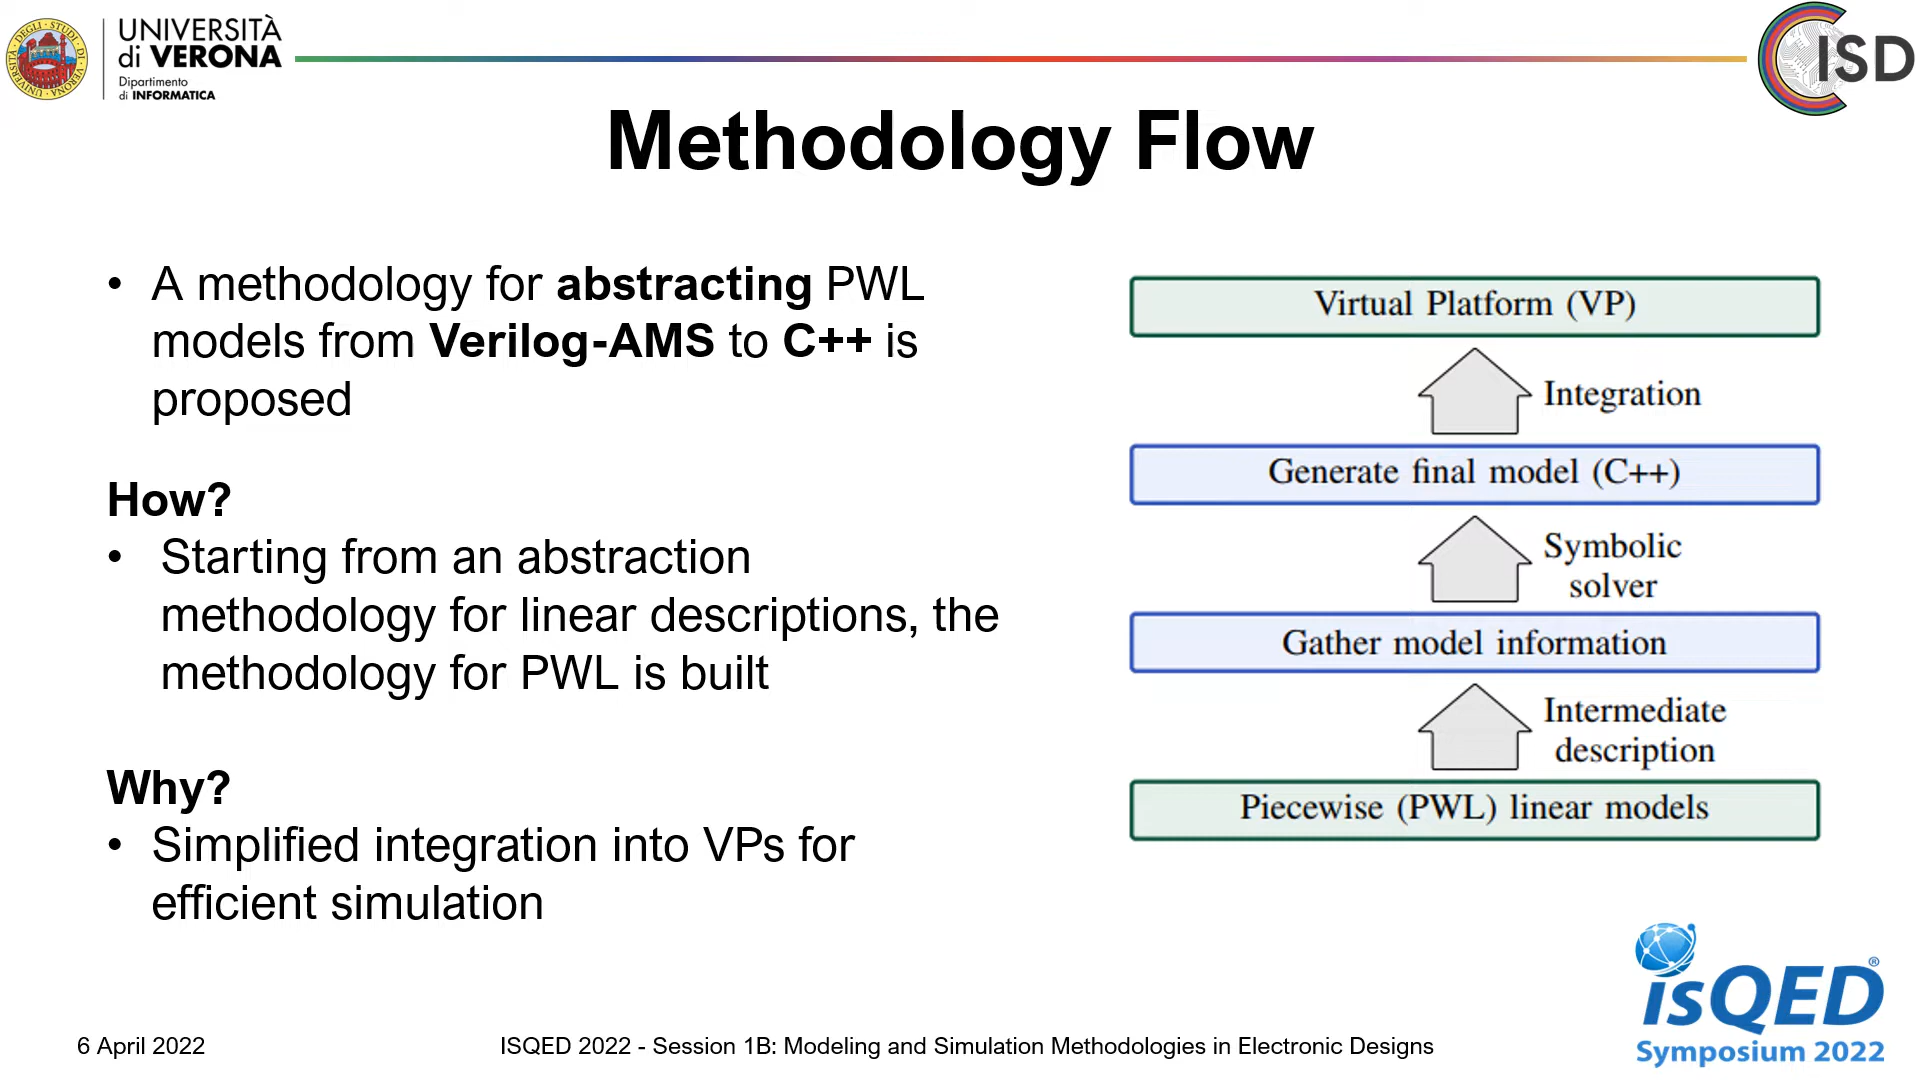 UNIVERSITÀ
di VERONA
Dipartimento
di INFORMATICA
ISD
Methodology Flow
• A methodology for abstracting PWL
models from Verilog-AMS to C++ is
proposed
How?
• Starting from an abstraction
methodology for linear descriptions, the
methodology for PWL is built
Why?
• Simplified integration into VPs for
efficient simulation
Virtual Platform (VP)
Integration
Generate final model (C++)
Symbolic
solver
Gather model information
Intermediate
description
Piecewise (PWL) linear models
isQED®
Symposium 2022
6 April 2022
ISQED 2022 - Session 1B: Modeling and Simulation Methodologies in Electronic Designs